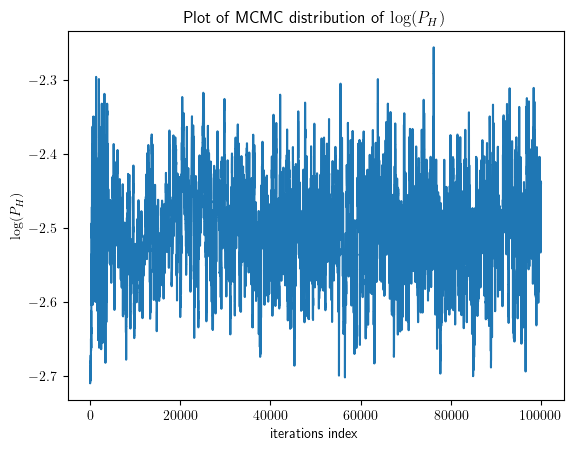 Plot of MCMC distribution of log(P_H)
log(P_H)
−2.3
−2.4
−2.5
−2.6
−2.7
0 20000 40000 60000 80000 100000
iterations index